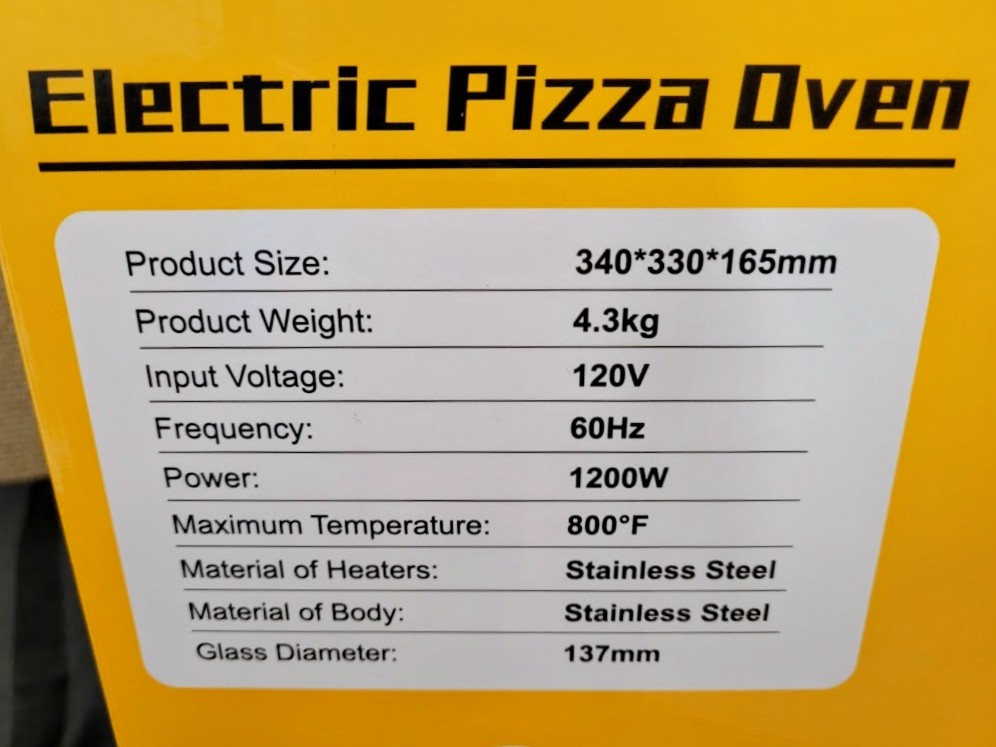 Electric Pizza Oven
Product Size: 340*330*165mm
Product Weight: 4.3kg
Input Voltage: 120V
Frequency: 60Hz
Power: 1200W
Maximum Temperature: 800°F
Material of Heaters: Stainless Steel
Material of Body: Stainless Steel
Glass Diameter: 137mm